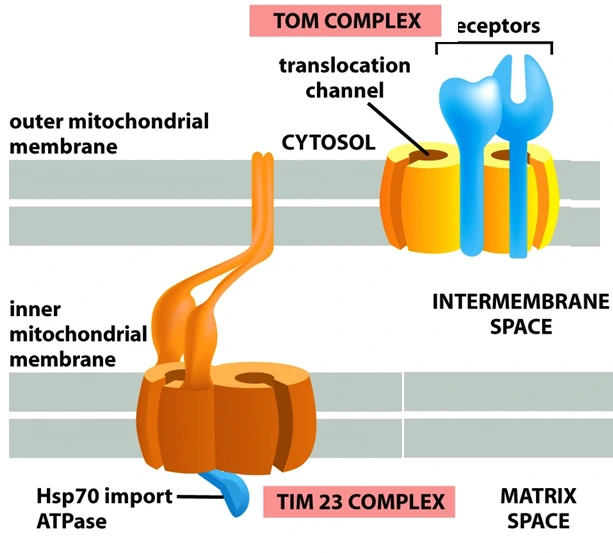 TOM COMPLEX
eceptors
translocation
channel
outer mitochondrial
membrane
CYTOSOL
INTERMEMBRANE
SPACE
inner
mitochondrial
membrane
Hsp70 import
ATPase
TIM 23 COMPLEX
MATRIX
SPACE